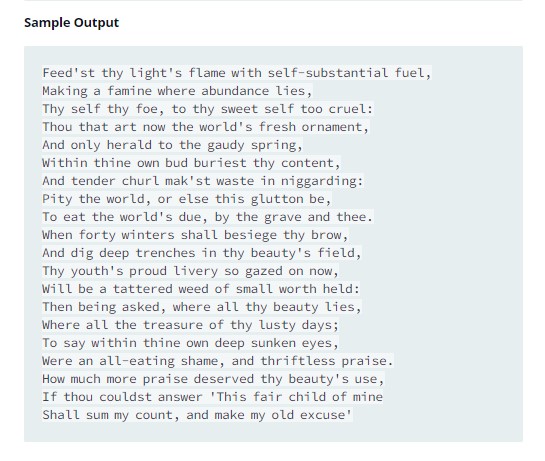 Sample Output
Feed'st thy light's flame with self-substantial fuel,
Making a famine where abundance lies,
Thy self thy foe, to thy sweet self too cruel:
Thou that art now the world's fresh ornament,
And only herald to the gaudy spring,
Within thine own bud buriest thy content,
And tender churl mak'st waste in niggarding:
Pity the world, or else this glutton be,
To eat the world's due, by the grave and thee.
When forty winters shall besiege thy brow,
And dig deep trenches in thy beauty's field,
Thy youth's proud livery so gazed on now,
Will be a tattered weed of small worth held:
Then being asked, where all thy beauty lies,
Where all the treasure of thy lusty days;
To say within thine own deep sunken eyes,
Were an all-eating shame, and thriftless praise.
How much more praise deserved thy beauty's use,
If thou couldst answer 'This fair child of mine
Shall sum my count, and make my old excuse'